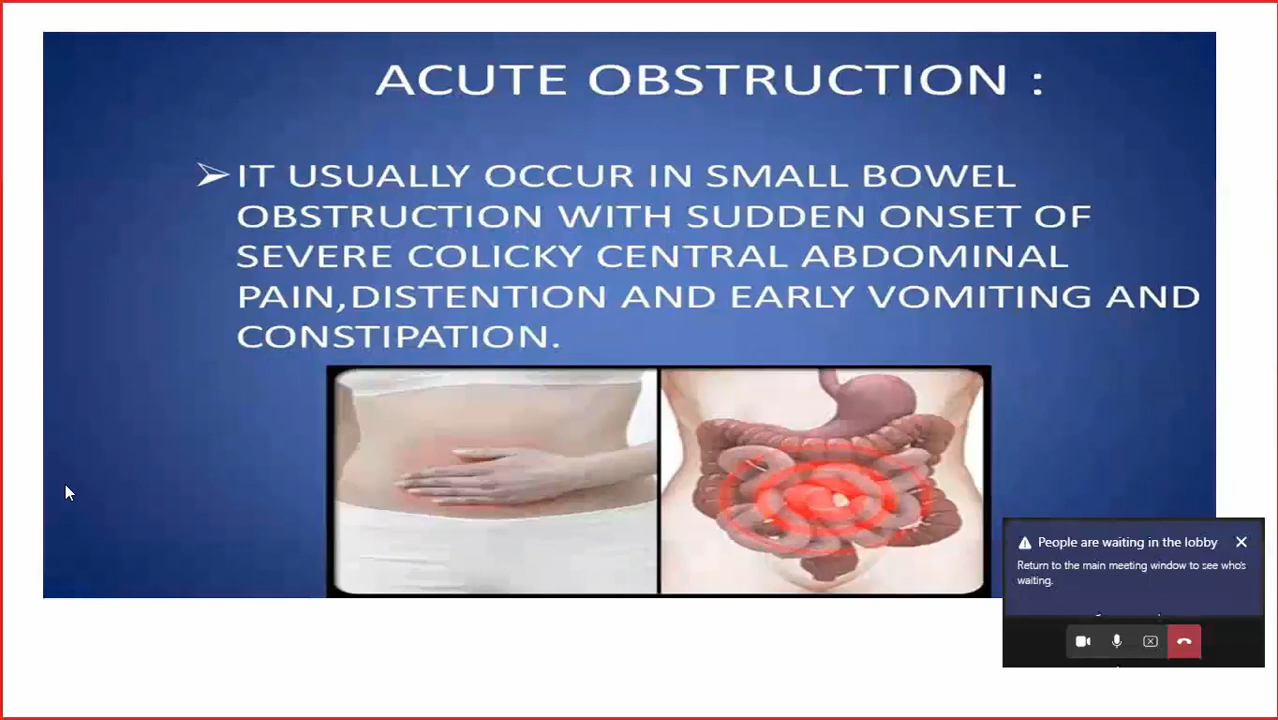 ACUTE OBSTRUCTION :
IT USUALLY OCCUR IN SMALL BOWEL
OBSTRUCTION WITH SUDDEN ONSET OF
SEVERE COLICKY CENTRAL ABDOMINAL
PAIN,DISTENTION AND EARLY VOMITING AND
CONSTIPATION.
People are waiting in the lobby
Return to the main meeting window to see who's
waiting.